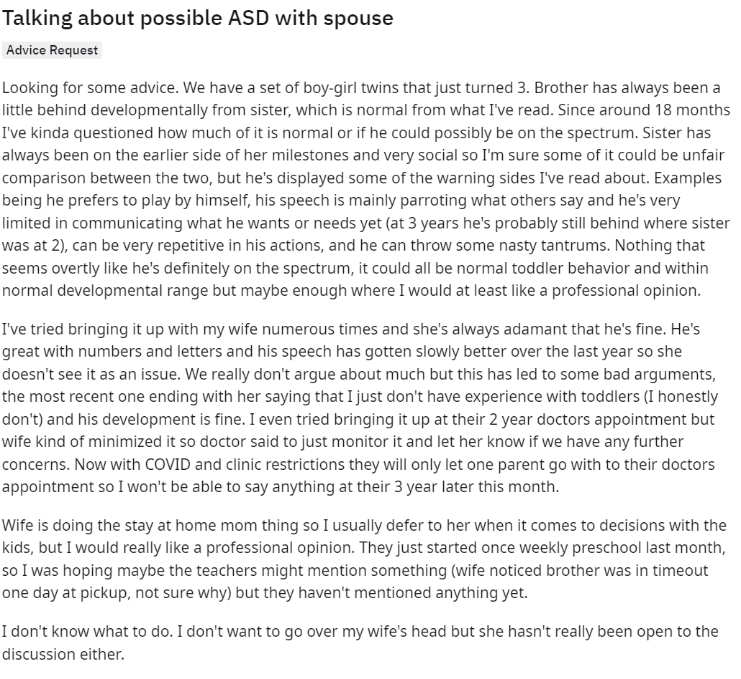 Talking about possible ASD with spouse
Advice Request
Looking for some advice. We have a set of boy-girl twins that just turned 3. Brother has always been a
little behind developmentally from sister, which is normal from what I've read. Since around 18 months
I've kinda questioned how much of it is normal or if he could possibly be on the spectrum. Sister has
always been on the earlier side of her milestones and very social so I'm sure some of it could be unfair
comparison between the two, but he's displayed some of the warning sides I've read about. Examples
being he prefers to play by himself, his speech is mainly parroting what others say and he's very
limited in communicating what he wants or needs yet (at 3 years he's probably still behind where sister
was at 2), can be very repetitive in his actions, and he can throw some nasty tantrums. Nothing that
seems overtly like he's definitely on the spectrum, it could all be normal toddler behavior and within
normal developmental range but maybe enough where I would at least like a professional opinion.
I've tried bringing it up with my wife numerous times and she's always adamant that he's fine. He's
great with numbers and letters and his speech has gotten slowly better over the last year so she
doesn't see it as an issue. We really don't argue about much but this has led to some bad arguments,
the most recent one ending with her saying that I just don't have experience with toddlers (I honestly
don't) and his development is fine. I even tried bringing it up at their 2 year doctors appointment but
wife kind of minimized it so doctor said to just monitor it and let her know if we have any further
concerns. Now with COVID and clinic restrictions they will only let one parent go with to their doctors
appointment so I won't be able to say anything at their 3 year later this month.
Wife is doing the stay at home mom thing so I usually defer to her when it comes to decisions with the
kids, but I would really like a professional opinion. They just started once weekly preschool last month,
so I was hoping maybe the teachers might mention something (wife noticed brother was in timeout
one day at pickup, not sure why) but they haven't mentioned anything yet.
I don't know what to do. I don't want to go over my wife's head but she hasn't really been open to the
discussion either.